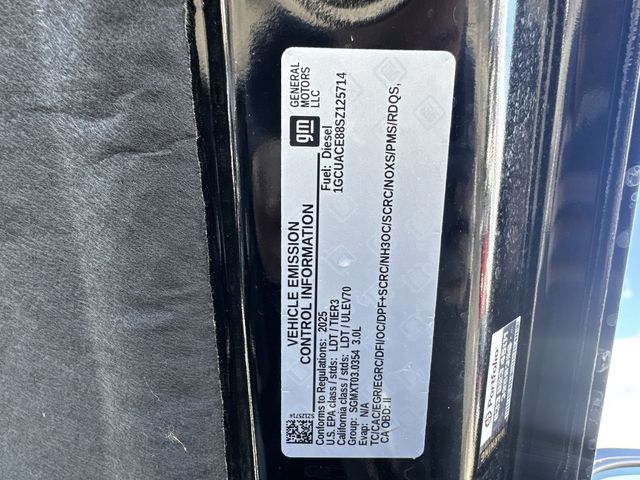 VEHICLE EMISSION
CONTROL INFORMATION
gm
GENERAL
MOTORS
LLC
Fuel: Diesel
1GCUACE88SZ125714
Conforms to Regulations: 2025
U.S. EPA class / stds: LDT / TIER3
California class / stds: LDT / ULEV70
Group: SGMXT03.0354 3.0L
Evap: N/A
TC/CAC/EGR/EGRC/DFI/OC/DPF+SCRC/NH3OC/SCRC/NOXS/PMS/RDQS,
CA OBD: II
Portfolio